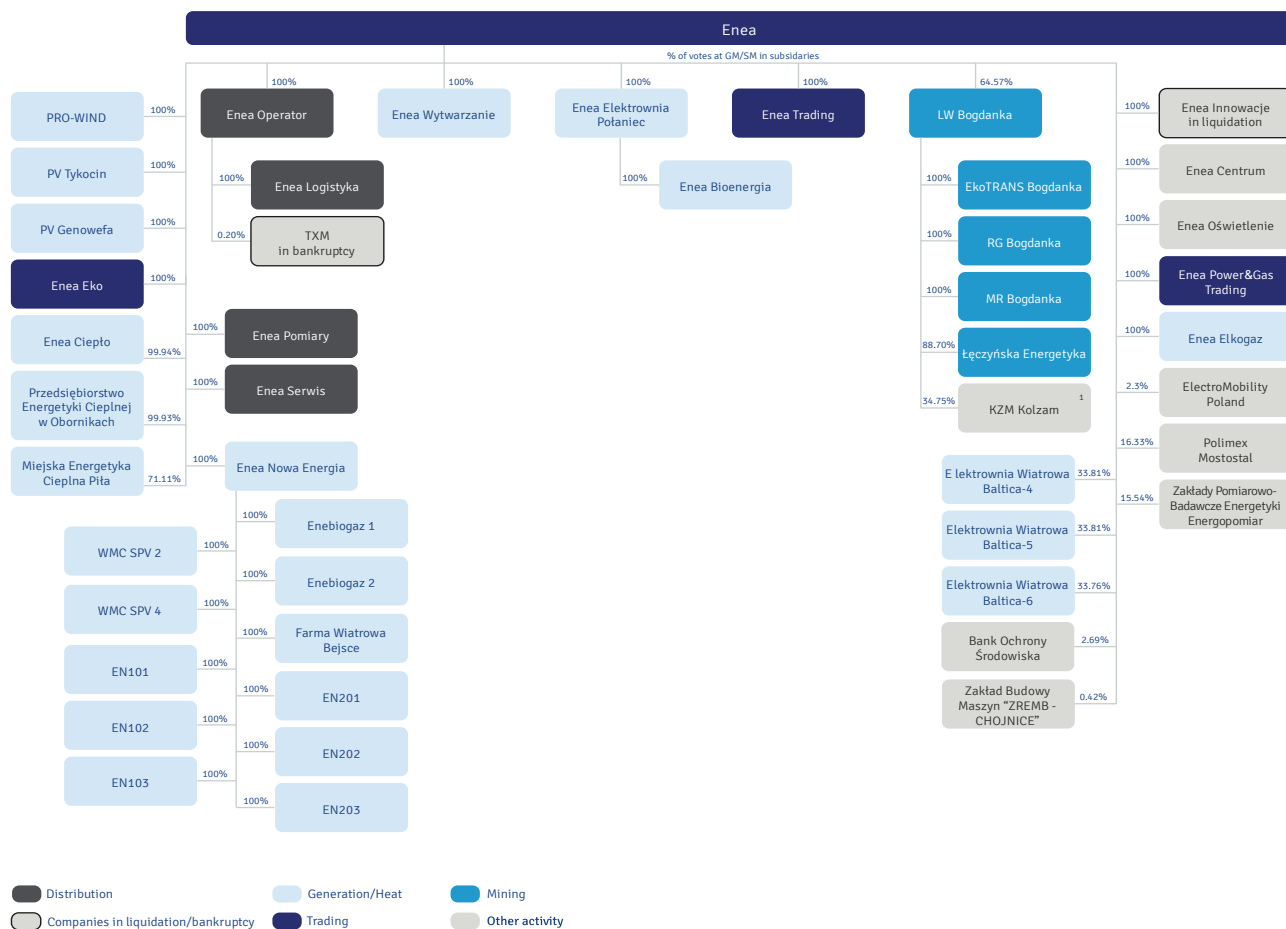 Enea
% of votes at GM/SM in subsidaries
100%
100%
100%
100%
64.57%
PRO-WIND
100%
Enea Operator
Enea Wytwarzanie
Enea Elektrownia
Połaniec
Enea Trading
LW Bogdanka
100%
Enea Innowacje
in liquidation
PV Tykocin
100%
100%
Enea Logistyka
100%
Enea Bioenergia
100%
EkoTRANS Bogdanka
100%
Enea Centrum
PV Genowefa
100%
0.20%
TXM
in bankruptcy
100%
RG Bogdanka
100%
Enea Oświetlenie
Enea Eko
100%
100%
MR Bogdanka
100%
Enea Power&Gas
Trading
Enea Ciepło
99.94%
100%
Enea Pomiary
88.70%
Łęczyńska Energetyka
100%
Enea Elkogaz
Przedsiębiorstwo
Energetyki Cieplnej
w Obornikach
99.93%
100%
Enea Serwis
34.75%
KZM Kolzam
1
2.3%
ElectroMobility
Poland
Miejska Energetyka
Cieplna Piła
71.11%
100%
Enea Nowa Energia
E lektrownia Wiatrowa
Baltica-4
33.81%
16.33%
Polimex
Mostostal
15.54%
Zakłady Pomiarowo-
Badawcze Energetyki
Energopomiar
100%
Enebiogaz 1
Elektrownia Wiatrowa
Baltica-5
33.81%
WMC SPV 2
100%
100%
Enebiogaz 2
Elektrownia Wiatrowa
Baltica-6
33.76%
WMC SPV 4
100%
100%
Farma Wiatrowa
Bejsce
Bank Ochrony
Środowiska
2.69%
EN101
100%
100%
EN201
Zakład Budowy
Maszyn “ZREMB -
CHOJNICE”
0.42%
EN102
100%
100%
EN202
EN103
100%
100%
EN203
Distribution
Generation/Heat
Mining
Companies in liquidation/bankruptcy
Trading
Other activity